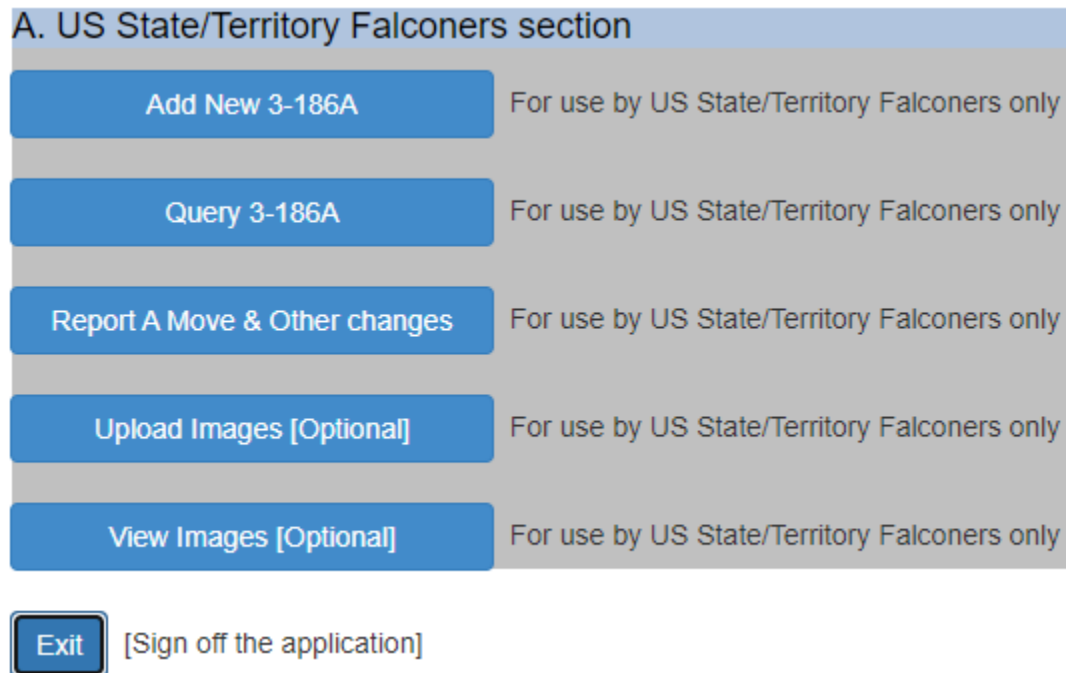 A. US State/Territory Falconers section
Add New 3-186A For use by US State/Territory Falconers only
Query 3-186A For use by US State/Territory Falconers only
Report A Move & Other changes For use by US State/Territory Falconers only
Upload Images [Optional] For use by US State/Territory Falconers only
View Images [Optional] For use by US State/Territory Falconers only
Exit [Sign off the application]